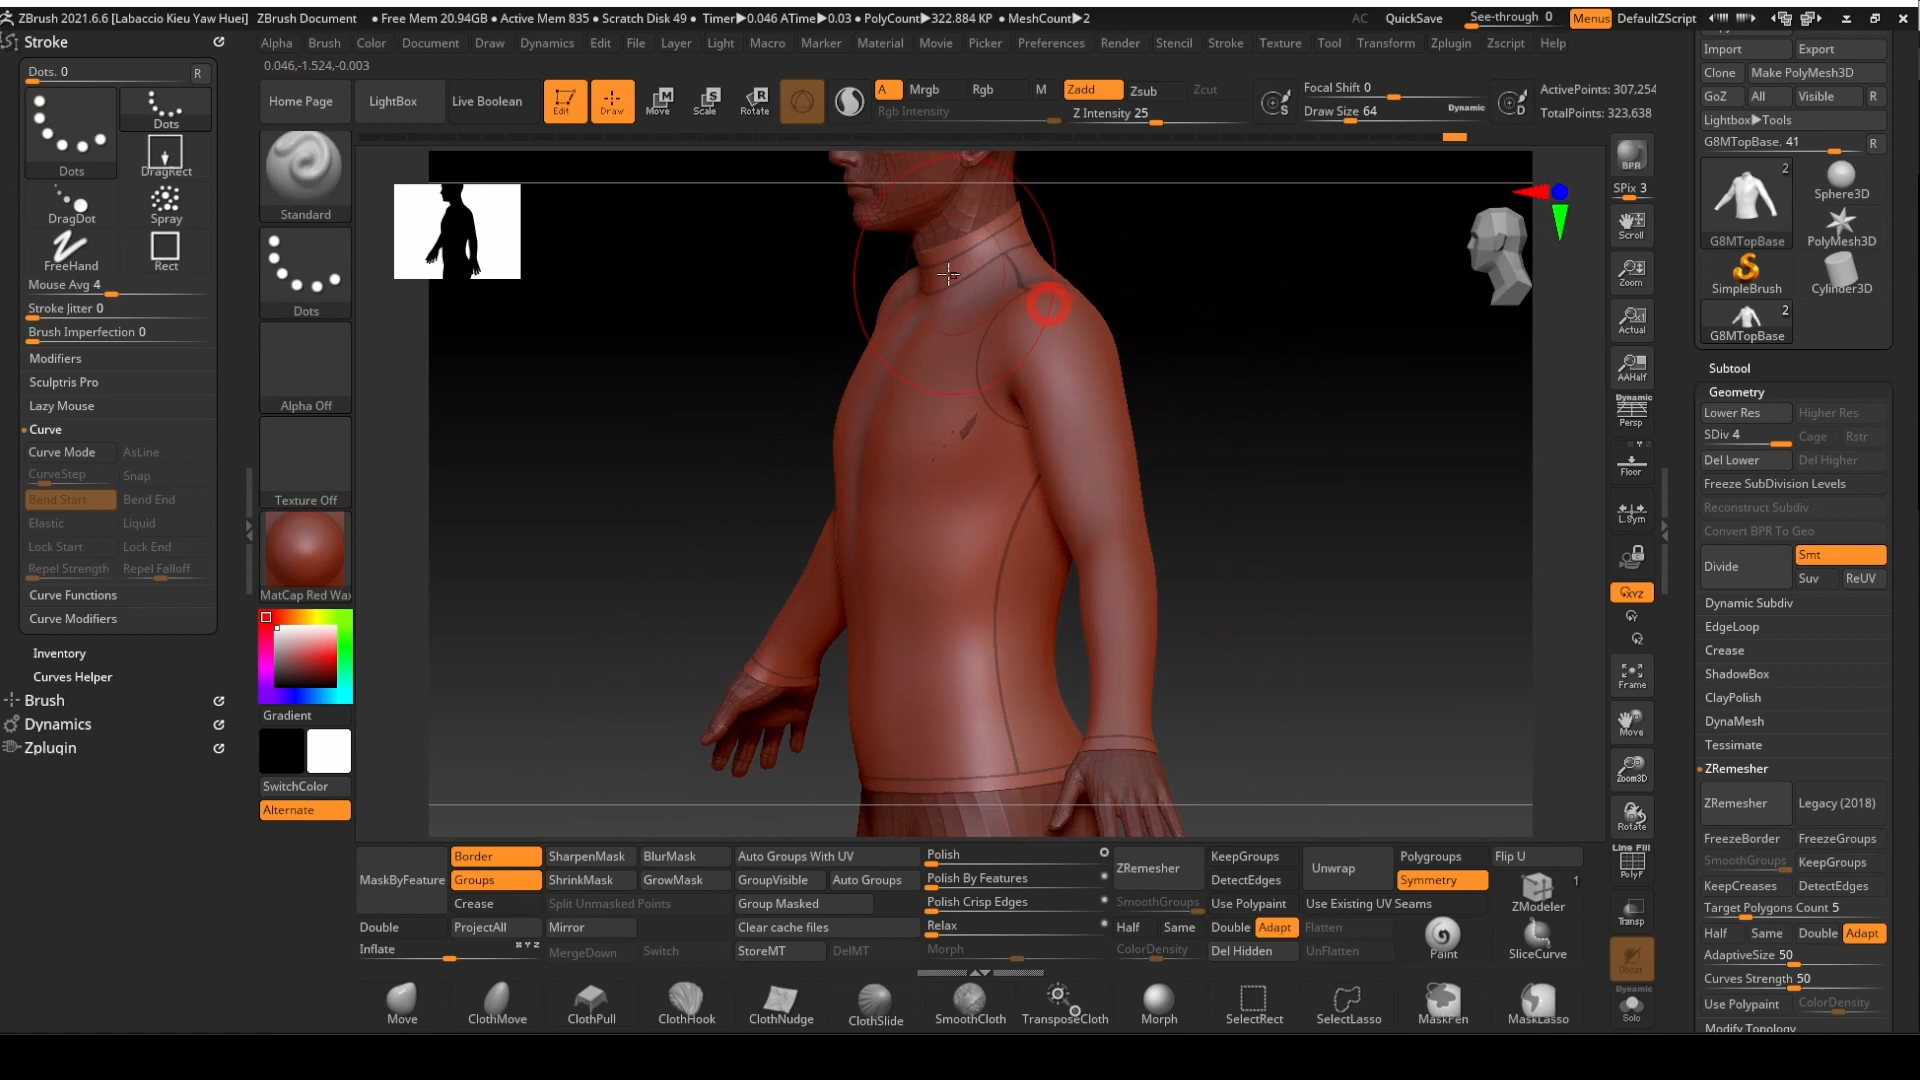 ZBrush 2021.6.6 [Labaccio Kieu Yaw Huei] ZBrush Document • Free Mem 20.94GB • Active Mem 835 • Scratch Disk 49 • Timer▶0.046 ATime▶0.03 • PolyCount▶322.884 KP • MeshCount▶2 AC QuickSave See-through 0 Menus DefaultZScript
Alpha Brush Color Document Draw Dynamics Edit File Layer Light Macro Marker Material Movie Picker Preferences Render Stencil Stroke Texture Tool Transform Zplugin Zscript Help
0.046,-1.524,-0.003
Stroke
Dots. 0 R
Dots
Dots
DragRect
DragDot Spray
FreeHand Rect
Mouse Avg 4
Stroke Jitter 0
Brush Imperfection 0
Modifiers
Sculptris Pro
Lazy Mouse
Curve
Curve Mode AsLine
CurveStep Snap
Bend Start Bend End
Elastic Liquid
Lock Start Lock End
Repel Strength Repel Falloff
Curve Functions
Curve Modifiers
Inventory
Curves Helper
Brush
Dynamics
Zplugin
Home Page LightBox Live Boolean Edit Draw Move Scale Rotate
A Mrgb Rgb M Zadd Zsub Zcut
Rgb Intensity Z Intensity 25
Focal Shift 0
Draw Size 64 Dynamic
S D
ActivePoints: 307,254
TotalPoints: 323,638
Standard
Dots
Alpha Off
Texture Off
MatCap Red Wax
Gradient
SwitchColor
Alternate
BPR
SPix 3
Scroll
Zoom
Actual
AAHalf
Dynamic
Persp
Floor
L.Sym
XYZ
Frame
Move
Zoom3D
Rotate
Line Fill
PolyF
Transp
Ghost
Dynamic
Solo
Import Export
Clone Make PolyMesh3D
GoZ All Visible R
Lightbox▶Tools
G8MTopBase. 41 R
2
G8MTopBase
Sphere3D
PolyMesh3D
SimpleBrush Cylinder3D
2
G8MTopBase
Subtool
Geometry
Lower Res Higher Res
SDiv 4 Cage Rstr
Del Lower Del Higher
Freeze SubDivision Levels
Reconstruct Subdiv
Convert BPR To Geo
Divide Smt
Suv ReUV
Dynamic Subdiv
EdgeLoop
Crease
ShadowBox
ClayPolish
DynaMesh
Tessimate
ZRemesher
ZRemesher Legacy (2018)
FreezeBorder FreezeGroups
SmoothGroups KeepGroups
KeepCreases DetectEdges
Target Polygons Count 5
Half Same Double Adapt
AdaptiveSize 50
Curves Strength 50
Use Polypaint ColorDensity
Modify Topology
MaskByFeature Border SharpenMask BlurMask Auto Groups With UV Polish ZRemesher KeepGroups Unwrap Polygroups Flip U
Groups ShrinkMask GrowMask GroupVisible Auto Groups Polish By Features DetectEdges Symmetry ZModeler 1
Crease Split Unmasked Points Group Masked Polish Crisp Edges SmoothGroups Use Polypaint Use Existing UV Seams
Double ProjectAll Mirror Clear cache files Relax Half Same Double Adapt Flatten Paint SliceCurve
Inflate MergeDown Switch StoreMT DelMT Morph ColorDensity Del Hidden UnFlatten
Move ClothMove ClothPull ClothHook ClothNudge ClothSlide SmoothCloth TransposeCloth Morph SelectRect SelectLasso MaskPen MaskLasso